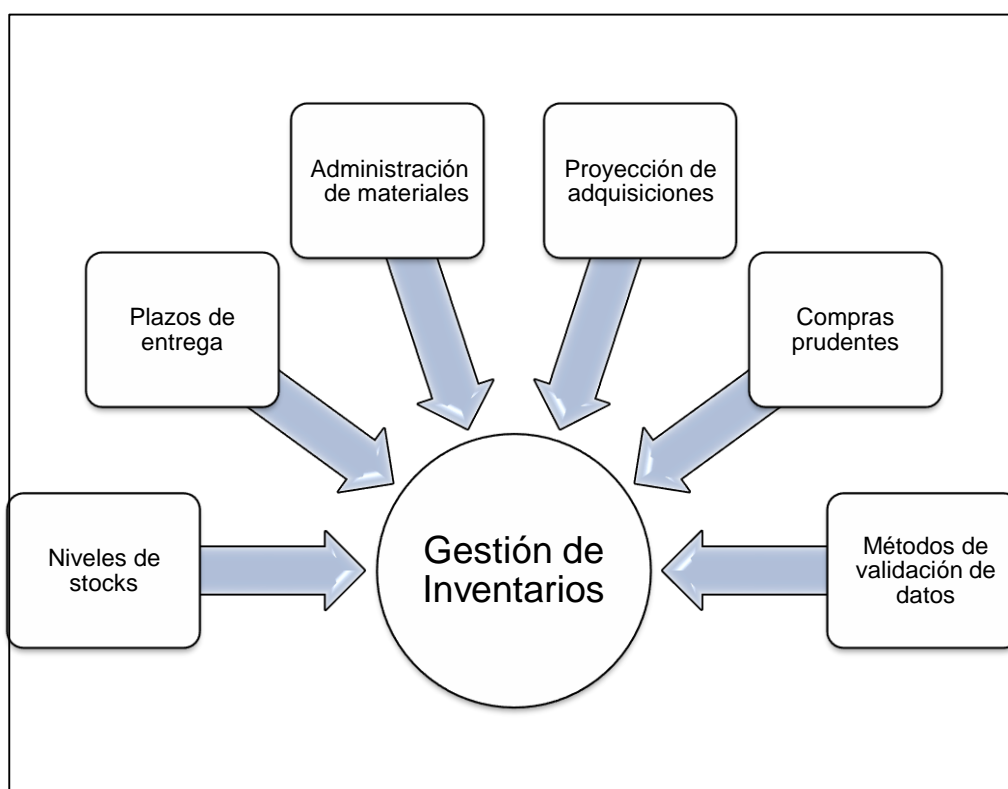 Administración
de materiales
Proyección de
adquisiciones
Plazos de
entrega
Compras
prudentes
Gestión de
Inventarios
Niveles de
stocks
Métodos de
validación de
datos